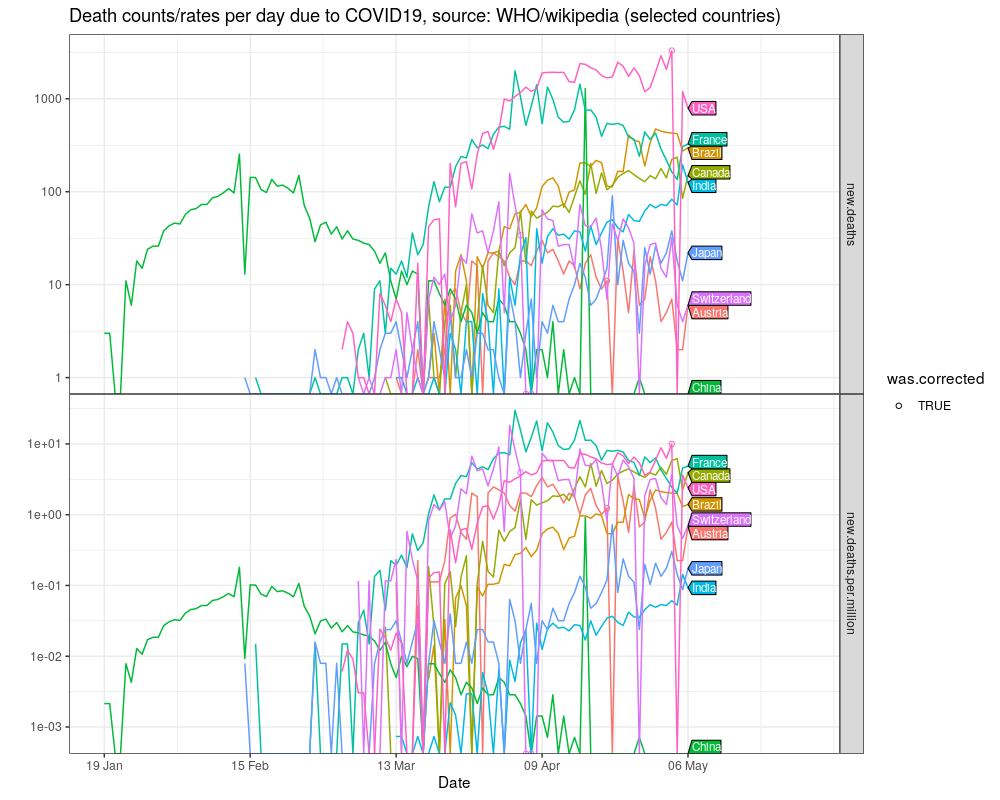 Death counts/rates per day due to COVID19, source: WHO/wikipedia (selected countries)
1000
100
10
1
USA
France
Brazil
Canada
India
Japan
Switzerland
Austria
China
new.deaths
1e+01
1e+00
1e-01
1e-02
1e-03
France
Canada
USA
Brazil
Switzerland
Austria
Japan
India
China
new.deaths.per.million
19 Jan
15 Feb
13 Mar
09 Apr
06 May
Date
was.corrected
TRUE